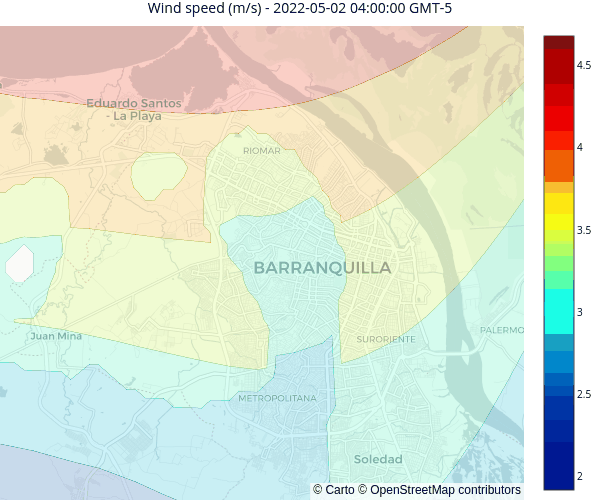 Wind speed (m/s) - 2022-05-02 04:00:00 GMT-5
4.5
Eduardo Santos
- La Playa
4
RIOMAR
3.5
BARRANQUILLA
3
PALERMO
Juan Mina
SURORIENTE
2.5
METROPOLITANA
Soledad
2
© Carto © OpenStreetMap contributors